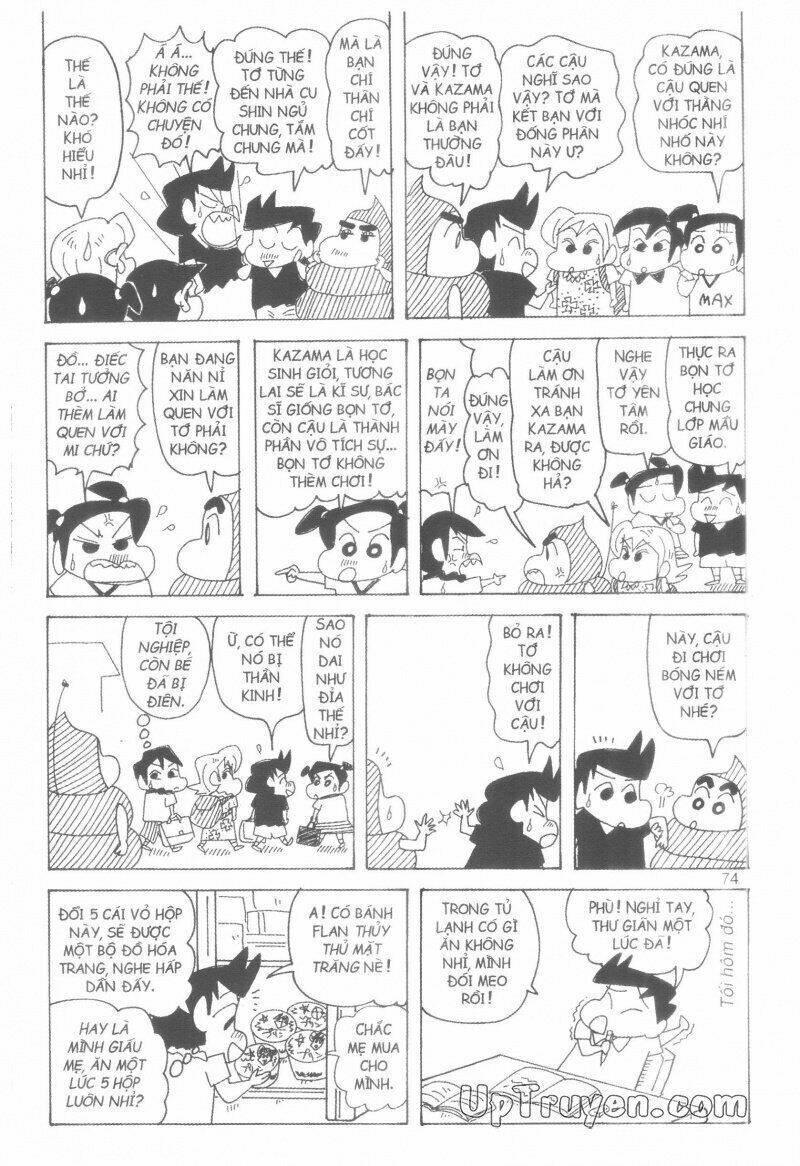 KAZAMA,
CÓ ĐÚNG LÀ
CẬU QUEN
VỚI THẰNG
NHÓC NHÍ
NHỐ NÀY
KHÔNG?
CÁC CẬU
NGHĨ SAO
VẬY? TỚ MÀ
KẾT BẠN VỚI
ĐỐNG PHÂN
NÀY Ư?
ĐÚNG
VẬY! TỚ
VÀ KAZAMA
KHÔNG PHẢI
LÀ BẠN
THƯỜNG
ĐÂU!
MAX
MÀ LÀ
BẠN
CHÍ
THÂN
CHÍ
CỐT
ĐẤY!
ĐÚNG THẾ!
TỚ TỪNG
ĐẾN NHÀ CU
SHIN NGỦ
CHUNG, TẮM
CHUNG MÀ!
Á Á...
KHÔNG
PHẢI THẾ!
KHÔNG CÓ
CHUYỆN
ĐÓ!
THẾ
LÀ
THẾ
NÀO?
KHÓ
HIỂU
NHỈ!
THỰC RA
BỌN TỚ
HỌC
CHUNG
LỚP MẪU
GIÁO.
NGHE
VẬY
TỚ YÊN
TÂM
RỒI.
CẬU
LÀM ƠN
TRÁNH
XA BẠN
KAZAMA
RA, ĐƯỢC
KHÔNG
HẢ?
ĐÚNG
VẬY,
LÀM
ƠN
ĐI!
BỌN
TA
NÓI
MÀY
ĐẤY!
KAZAMA LÀ HỌC
SINH GIỎI, TƯƠNG
LAI SẼ LÀ KĨ SƯ, BÁC
SĨ GIỐNG BỌN TỚ,
CÒN CẬU LÀ THÀNH
PHẦN VÔ TÍCH SỰ...
BỌN TỚ KHÔNG
THÈM CHƠI!
BẠN ĐANG
NĂN NỈ
XIN LÀM
QUEN VỚI
TỚ PHẢI
KHÔNG?
ĐỒ... ĐIẾC
TAI TƯỞNG
BỞ... AI
THÈM LÀM
QUEN VỚI
MI CHỨ?
NÀY, CẬU
ĐI CHƠI
BÓNG NÉM
VỚI TỚ
NHÉ?
BỎ RA!
TỚ
KHÔNG
CHƠI
VỚI
CẬU!
SAO
NÓ
DAI
NHƯ
ĐỈA
THẾ
NHỈ?
Ừ, CÓ THỂ
NÓ BỊ
THẦN
KINH!
TỘI
NGHIỆP,
CÒN BÉ
ĐÃ BỊ
ĐIÊN.
74
Tối hôm đó...
PHÙ! NGHỈ TAY,
THƯ GIÃN MỘT
LÚC ĐÃ!
TRONG TỦ
LẠNH CÓ GÌ
ĂN KHÔNG
NHỈ, MÌNH
ĐÓI MEO
RỒI!
A! CÓ BÁNH
FLAN THỦY
THỦ MẶT
TRĂNG NÈ!
CHẮC
MẸ MUA
CHO
MÌNH.
ĐỔI 5 CÁI VỎ HỘP
NÀY, SẼ ĐƯỢC
MỘT BỘ ĐỒ HÓA
TRANG, NGHE HẤP
DẪN ĐẤY.
HAY LÀ
MÌNH GIẤU
MẸ, ĂN MỘT
LÚC 5 HỘP
LUÔN NHỈ?
プリン
プリン
UpTruyen.com